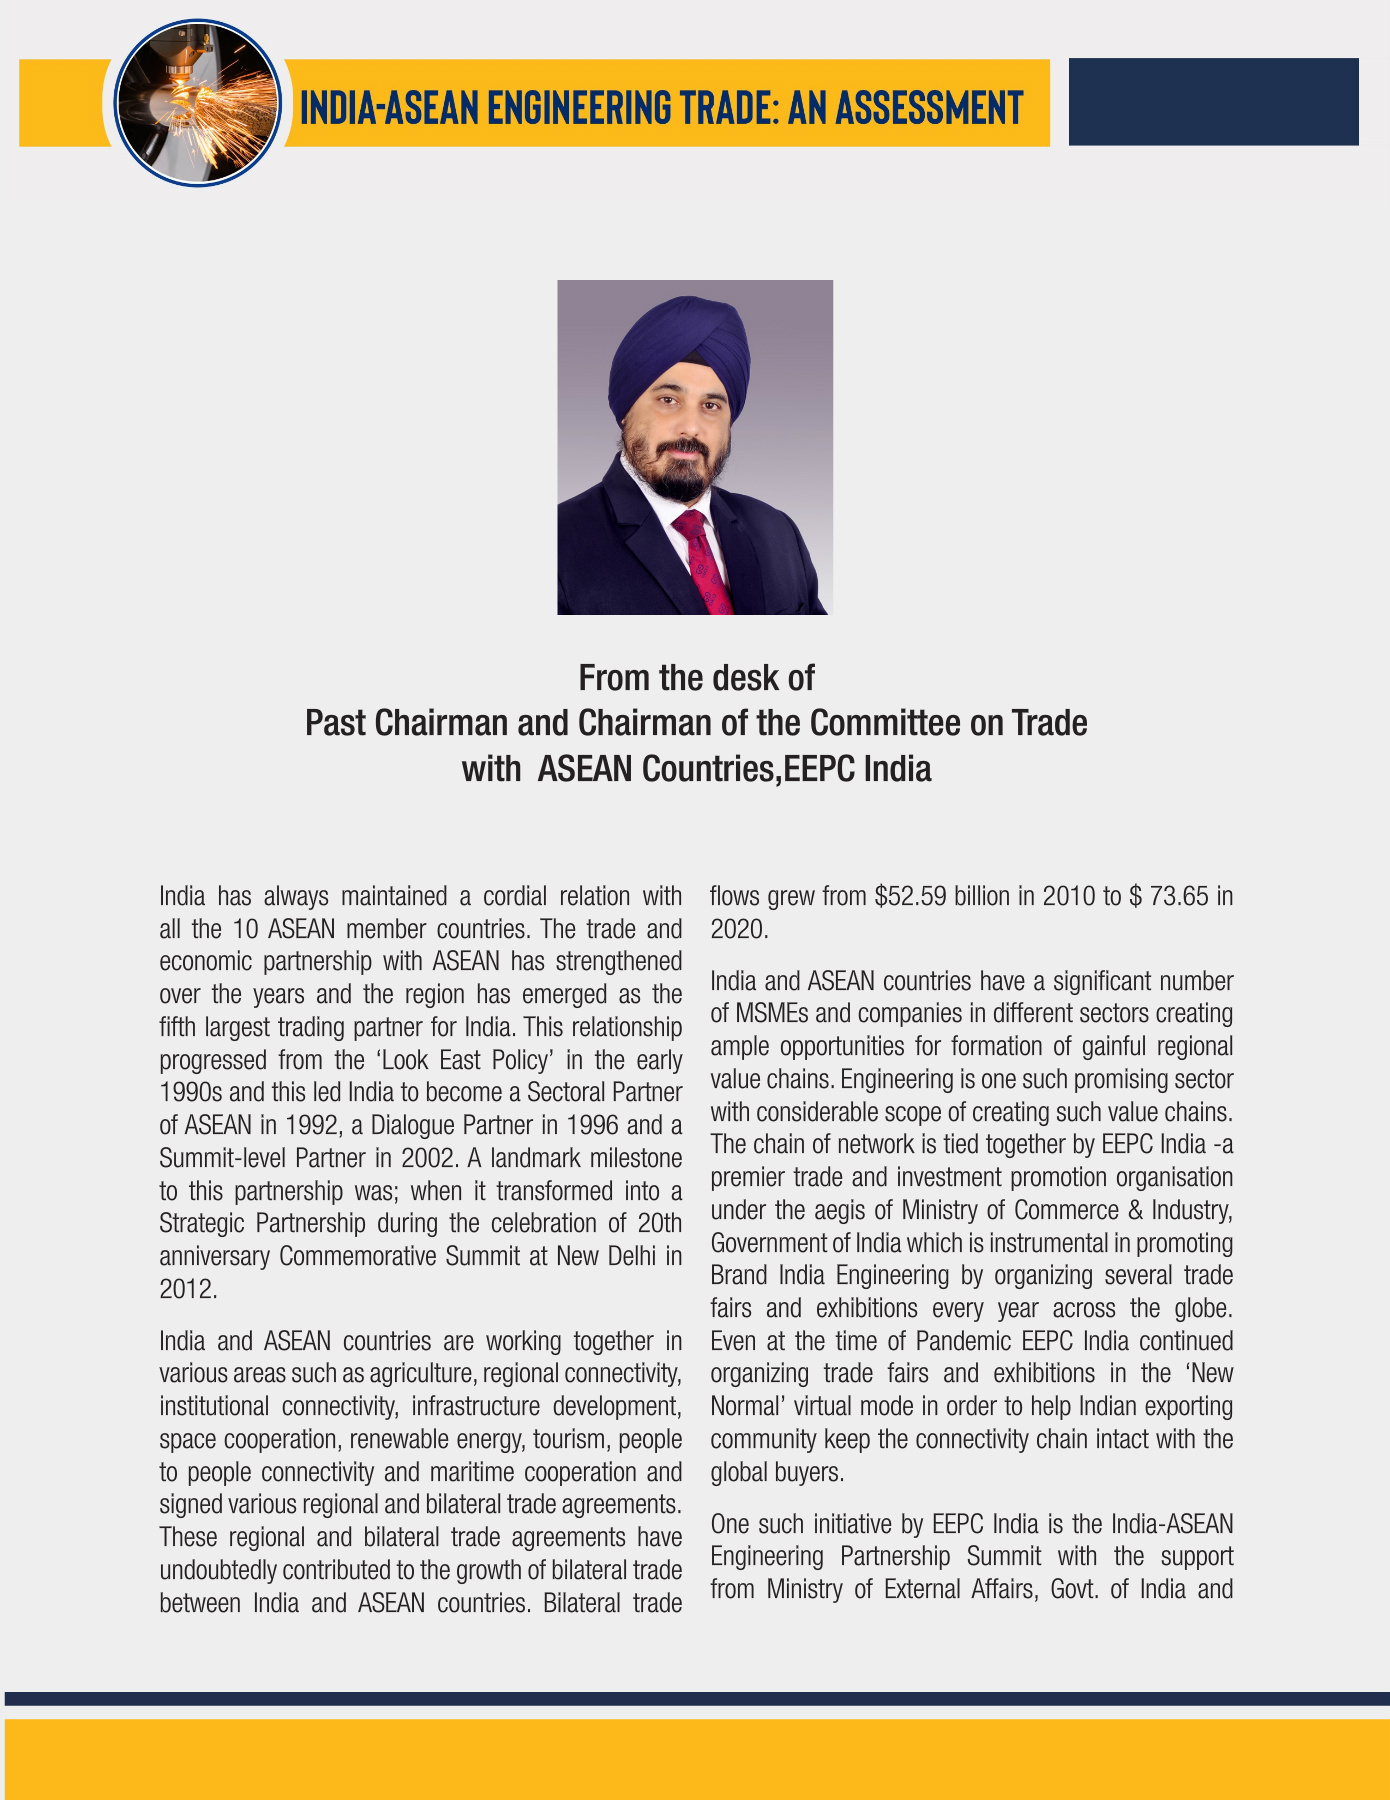 INDIA-ASEAN ENGINEERING TRADE: AN ASSESSMENT
From the desk of
Past Chairman and Chairman of the Committee on Trade
with ASEAN Countries,EEPC India
India has always maintained a cordial relation with
all the 10 ASEAN member countries. The trade and
economic partnership with ASEAN has strengthened
over the years and the region has emerged as the
fifth largest trading partner for India. This relationship
progressed from the ‘Look East Policy’ in the early
1990s and this led India to become a Sectoral Partner
of ASEAN in 1992, a Dialogue Partner in 1996 and a
Summit-level Partner in 2002. A landmark milestone
to this partnership was; when it transformed into a
Strategic Partnership during the celebration of 20th
anniversary Commemorative Summit at New Delhi in
2012.
India and ASEAN countries are working together in
various areas such as agriculture, regional connectivity,
institutional connectivity, infrastructure development,
space cooperation, renewable energy, tourism, people
to people connectivity and maritime cooperation and
signed various regional and bilateral trade agreements.
These regional and bilateral trade agreements have
undoubtedly contributed to the growth of bilateral trade
between India and ASEAN countries. Bilateral trade
flows grew from $52.59 billion in 2010 to $ 73.65 in
2020.
India and ASEAN countries have a significant number
of MSMEs and companies in different sectors creating
ample opportunities for formation of gainful regional
value chains. Engineering is one such promising sector
with considerable scope of creating such value chains.
The chain of network is tied together by EEPC India -a
premier trade and investment promotion organisation
under the aegis of Ministry of Commerce & Industry,
Government of India which is instrumental in promoting
Brand India Engineering by organizing several trade
fairs and exhibitions every year across the globe.
Even at the time of Pandemic EEPC India continued
organizing trade fairs and exhibitions in the ‘New
Normal’ virtual mode in order to help Indian exporting
community keep the connectivity chain intact with the
global buyers.
One such initiative by EEPC India is the India-ASEAN
Engineering Partnership Summit with the support
from Ministry of External Affairs, Govt. of India and